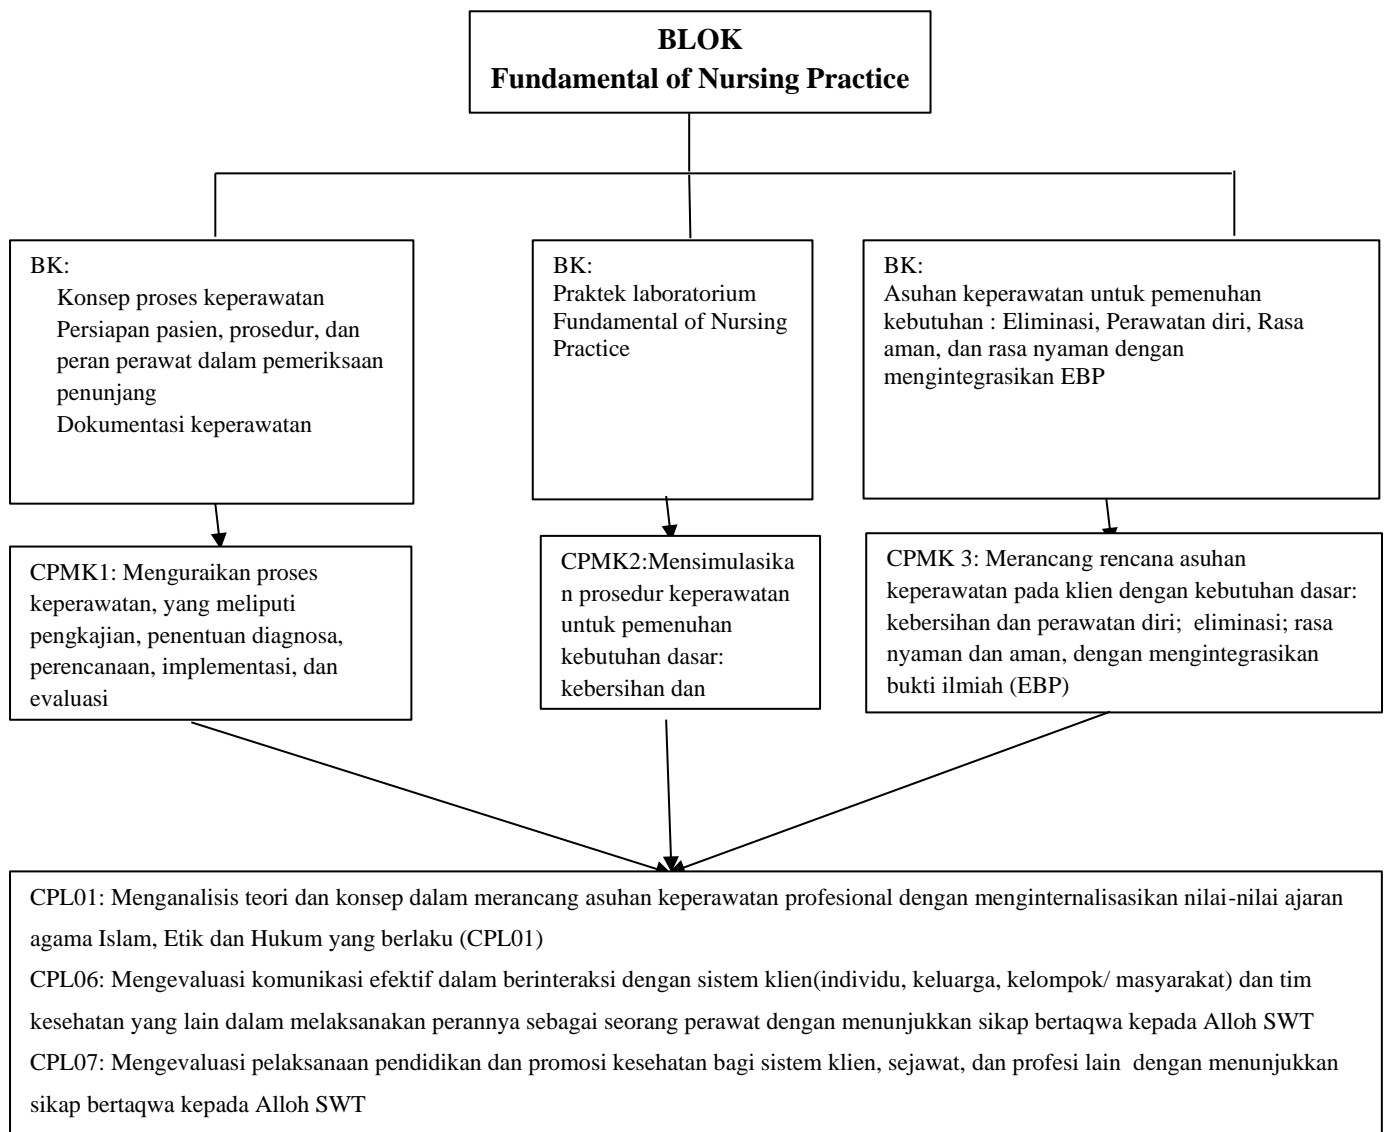 BLOK
Fundamental of Nursing Practice
BK:
Konsep proses keperawatan
Persiapan pasien, prosedur, dan
peran perawat dalam pemeriksaan
penunjang
Dokumentasi keperawatan
BK:
Praktek laboratorium
Fundamental of Nursing
Practice
BK:
Asuhan keperawatan untuk pemenuhan
kebutuhan : Eliminasi, Perawatan diri, Rasa
aman, dan rasa nyaman dengan
mengintegrasikan EBP
CPMK1: Menguraikan proses
keperawatan, yang meliputi
pengkajian, penentuan diagnosa,
perencanaan, implementasi, dan
evaluasi
CPMK2:Mensimulasika
n prosedur keperawatan
untuk pemenuhan
kebutuhan dasar:
kebersihan dan
CPMK 3: Merancang rencana asuhan
keperawatan pada klien dengan kebutuhan dasar:
kebersihan dan perawatan diri;  eliminasi; rasa
nyaman dan aman, dengan mengintegrasikan
bukti ilmiah (EBP)
CPL01: Menganalisis teori dan konsep dalam merancang asuhan keperawatan profesional dengan menginternalisasikan nilai-nilai ajaran
agama Islam, Etik dan Hukum yang berlaku (CPL01)
CPL06: Mengevaluasi komunikasi efektif dalam berinteraksi dengan sistem klien(individu, keluarga, kelompok/ masyarakat) dan tim
kesehatan yang lain dalam melaksanakan perannya sebagai seorang perawat dengan menunjukkan sikap bertaqwa kepada Alloh SWT
CPL07: Mengevaluasi pelaksanaan pendidikan dan promosi kesehatan bagi sistem klien, sejawat, dan profesi lain  dengan menunjukkan
sikap bertaqwa kepada Alloh SWT